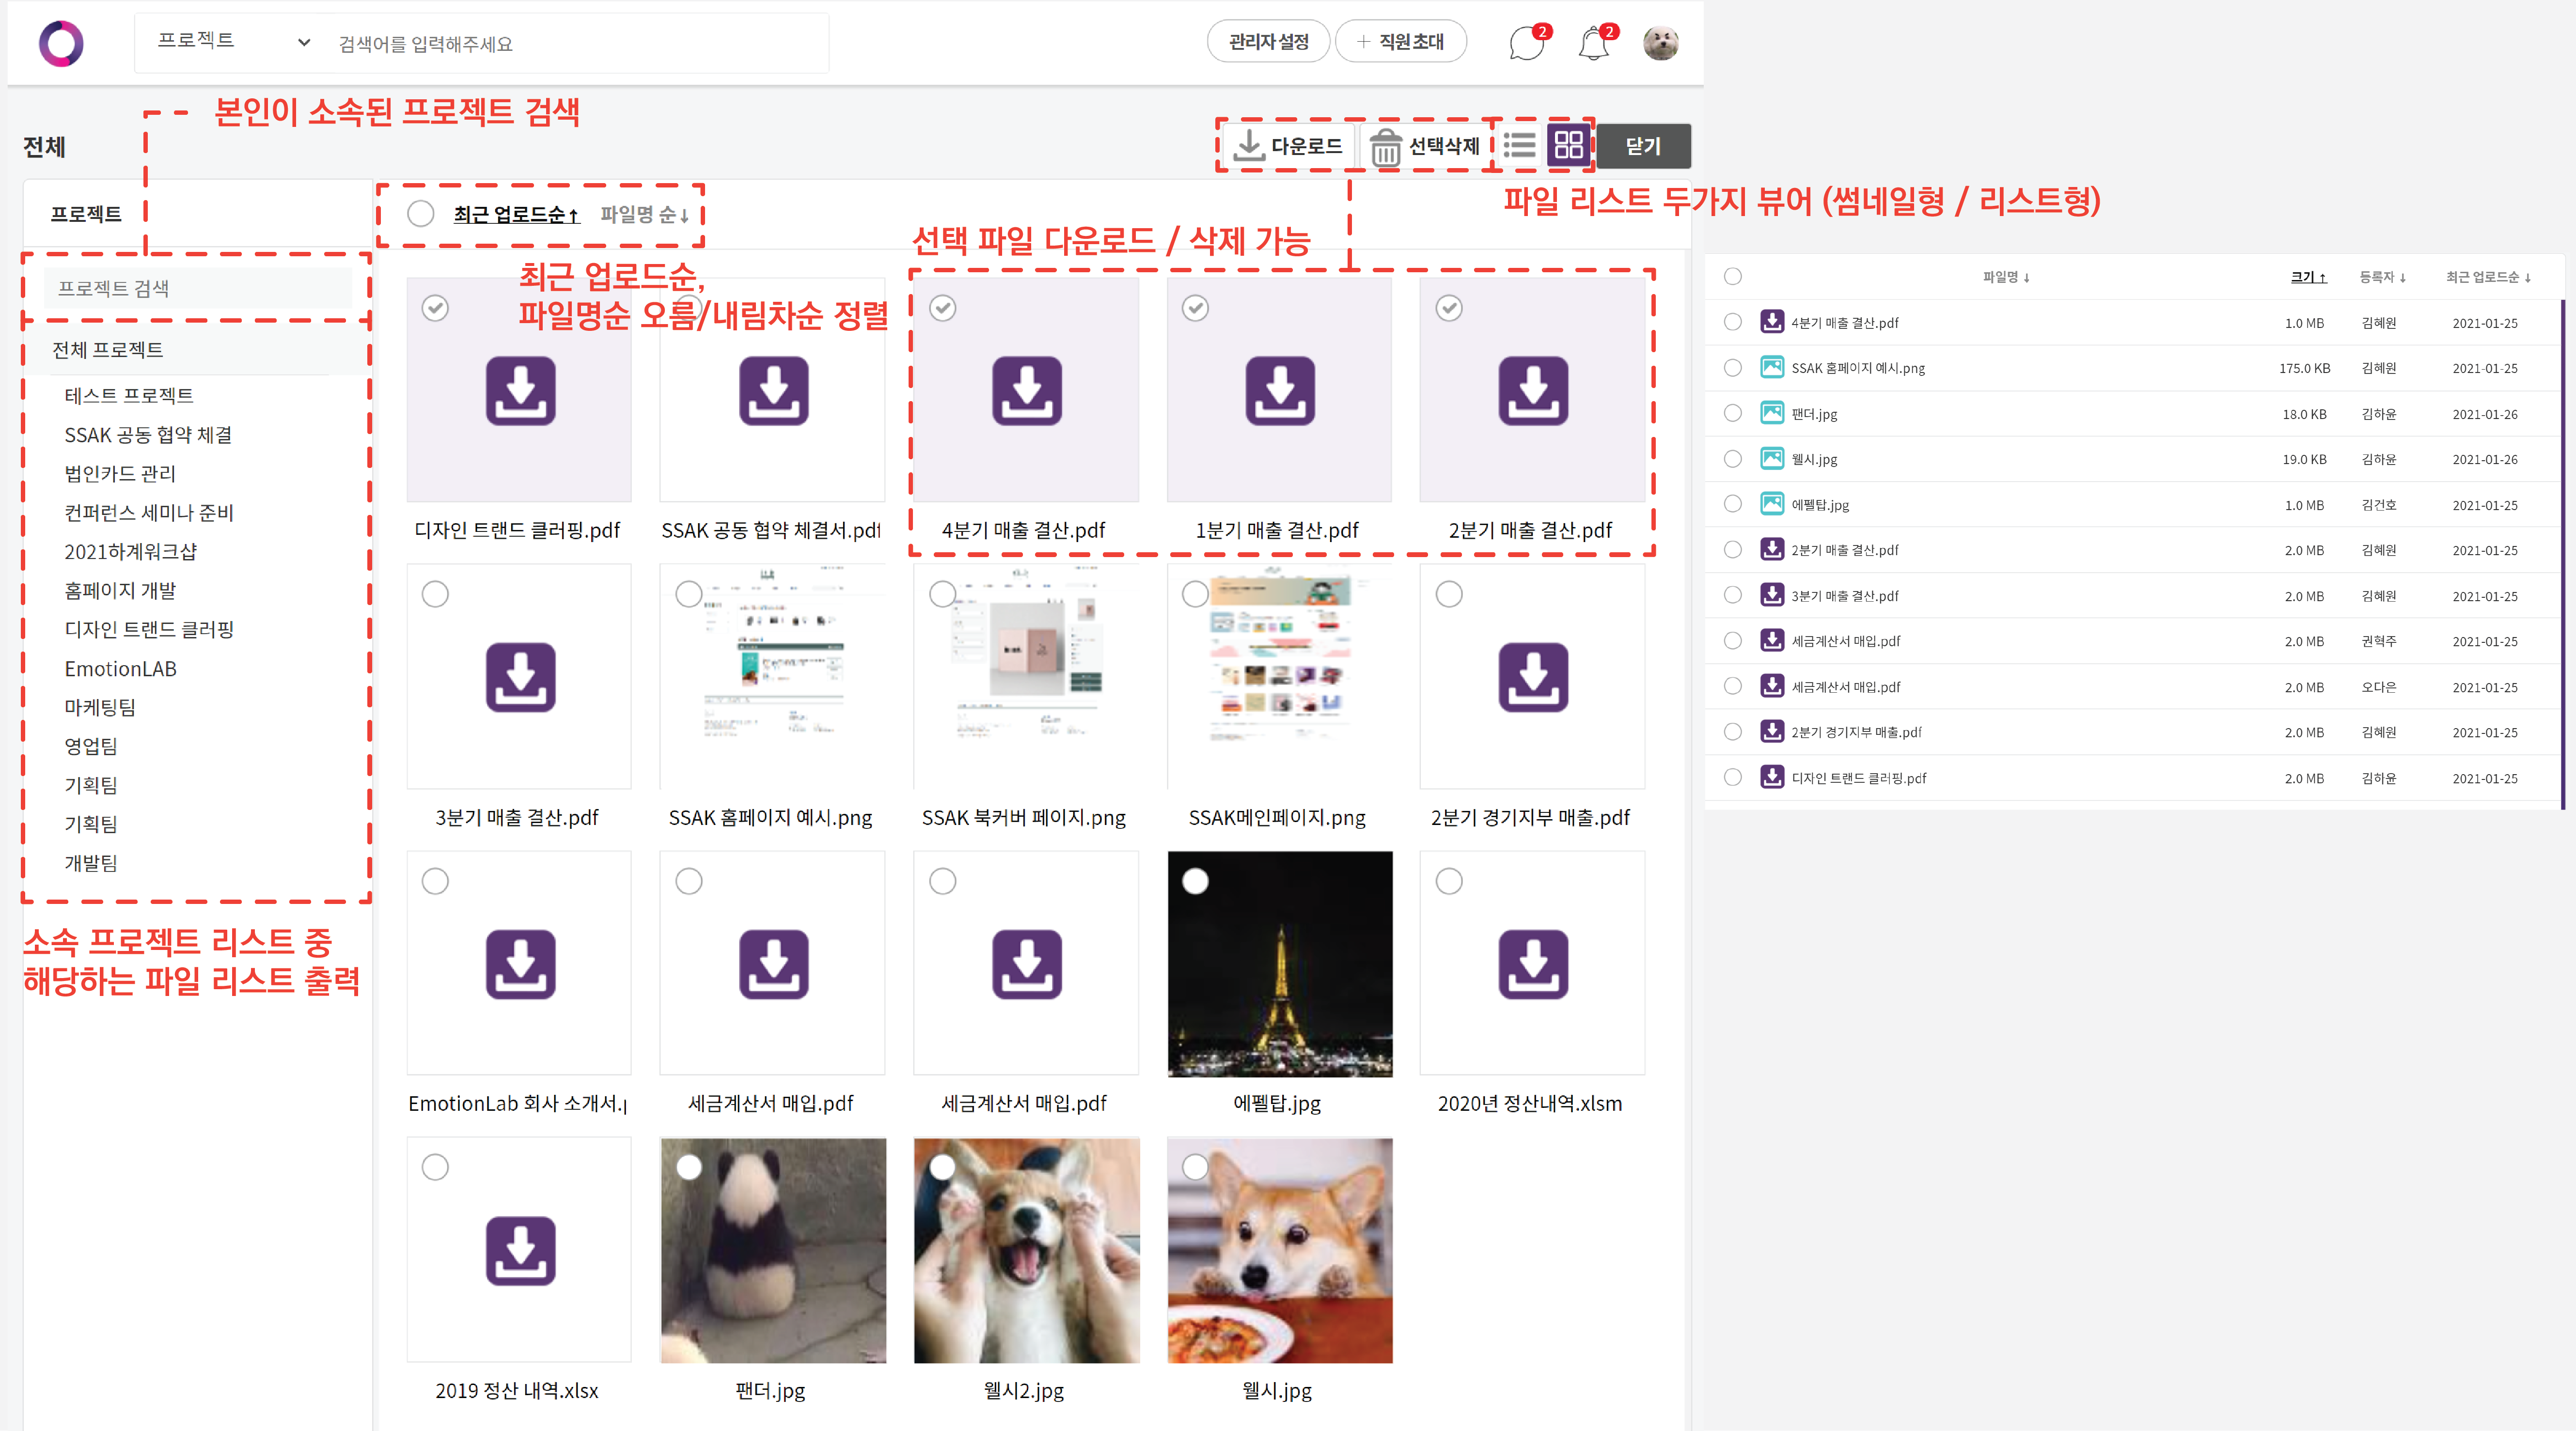 프로젝트
검색어를 입력해주세요
관리자 설정
+ 직원 초대
2
2
본인이 소속된 프로젝트 검색
전체
다운로드
선택삭제
닫기
파일 리스트 두가지 뷰어 (썸네일형 / 리스트형)
프로젝트
최근 업로드순↑
파일명 순↓
선택 파일 다운로드 / 삭제 가능
최근 업로드순,
파일명순 오름/내림차순 정렬
프로젝트 검색
전체 프로젝트
테스트 프로젝트
SSAK 공동 협약 체결
법인카드 관리
컨퍼런스 세미나 준비
2021하계워크샵
홈페이지 개발
디자인 트랜드 클러핑
EmotionLAB
마케팅팀
영업팀
기획팀
기획팀
개발팀
소속 프로젝트 리스트 중
해당하는 파일 리스트 출력
디자인 트랜드 클러핑.pdf
SSAK 공동 협약 체결서.pdf
4분기 매출 결산.pdf
1분기 매출 결산.pdf
2분기 매출 결산.pdf
3분기 매출 결산.pdf
SSAK 홈페이지 예시.png
SSAK 북커버 페이지.png
SSAK메인페이지.png
2분기 경기지부 매출.pdf
EmotionLab 회사 소개서.p
세금계산서 매입.pdf
세금계산서 매입.pdf
에펠탑.jpg
2020년 정산내역.xlsm
2019 정산 내역.xlsx
팬더.jpg
웰시2.jpg
웰시.jpg
파일명 ↓ 크기 ↑ 등록자 ↓ 최근 업로드순 ↓
4분기 매출 결산.pdf 1.0 MB 김혜원 2021-01-25
SSAK 홈페이지 예시.png 175.0 KB 김혜원 2021-01-25
팬더.jpg 18.0 KB 김하윤 2021-01-26
웰시.jpg 19.0 KB 김하윤 2021-01-26
에펠탑.jpg 1.0 MB 김건호 2021-01-25
2분기 매출 결산.pdf 2.0 MB 김혜원 2021-01-25
3분기 매출 결산.pdf 2.0 MB 김혜원 2021-01-25
세금계산서 매입.pdf 2.0 MB 권혁주 2021-01-25
세금계산서 매입.pdf 2.0 MB 오다은 2021-01-25
2분기 경기지부 매출.pdf 2.0 MB 김혜원 2021-01-25
디자인 트랜드 클러핑.pdf 2.0 MB 김하윤 2021-01-25